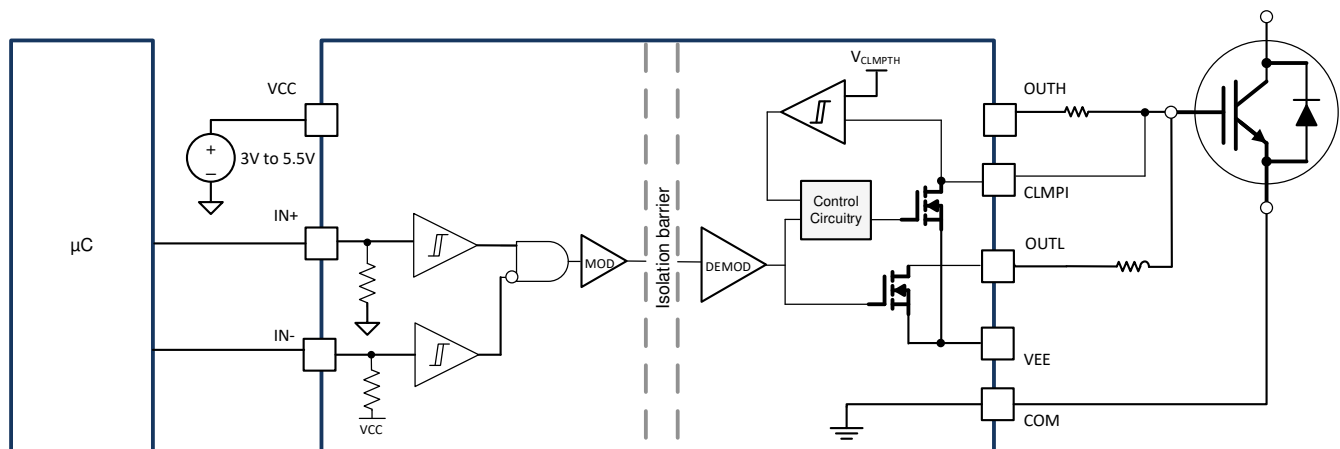 µC
VCC
+
−
3V to 5.5V
IN+
IN-
VCC
MOD
Isolation barrier
DEMOD
VCLMPTH
Control
Circuitry
OUTH
CLMPI
OUTL
VEE
COM